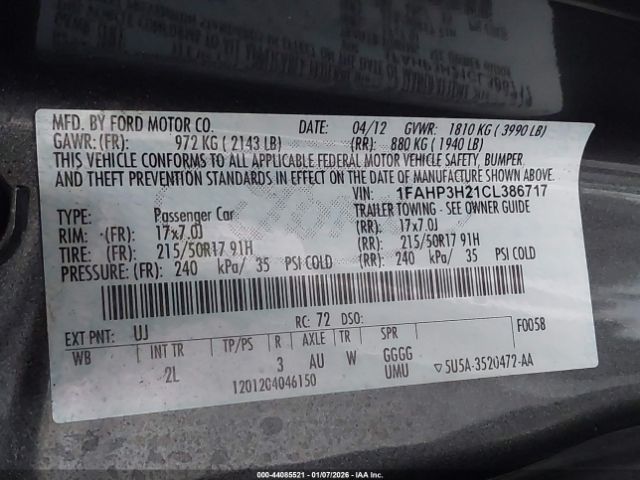 MFD. BY FORD MOTOR CO. DATE: 04/12 GVWR: 1810 KG ( 3990 LB)
GAWR: (FR): 972 KG ( 2143 LB) (RR): 880 KG ( 1940 LB)
THIS VEHICLE CONFORMS TO ALL APPLICABLE FEDERAL MOTOR VEHICLE SAFETY, BUMPER,
AND THEFT PREVENTION STANDARDS IN EFFECT ON THE DATE OF MANUFACTURE SHOWN ABOVE.
VIN: 1FAHP3H21CL386717
TYPE: Passenger Car TRAILER TOWING - SEE OWNER GUIDE
RIM: (FR): 17x7.0J (RR): 17x7.0J
TIRE: (FR): 215/50R17 91H (RR): 215/50R17 91H
PRESSURE: (FR): 240 kPa/ 35 PSI COLD (RR): 240 kPa/ 35 PSI COLD
RC: 72 DSO: F0058
EXT PNT: UJ
WB INT TR TP/PS R AXLE TR SPR
2L 3 AU W GGGG
UMU ▽5U5A-3520472-AA
1201204046150
000-44085521 - 01/07/2026 - IAA Inc.